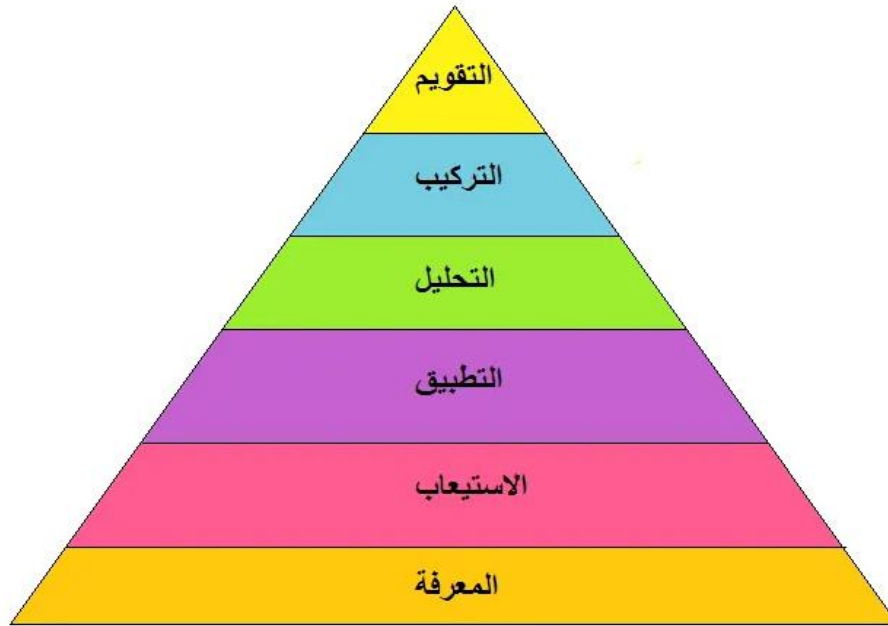 التقويم
التركيب
التحليل
التطبيق
الاستيعاب
المعرفة